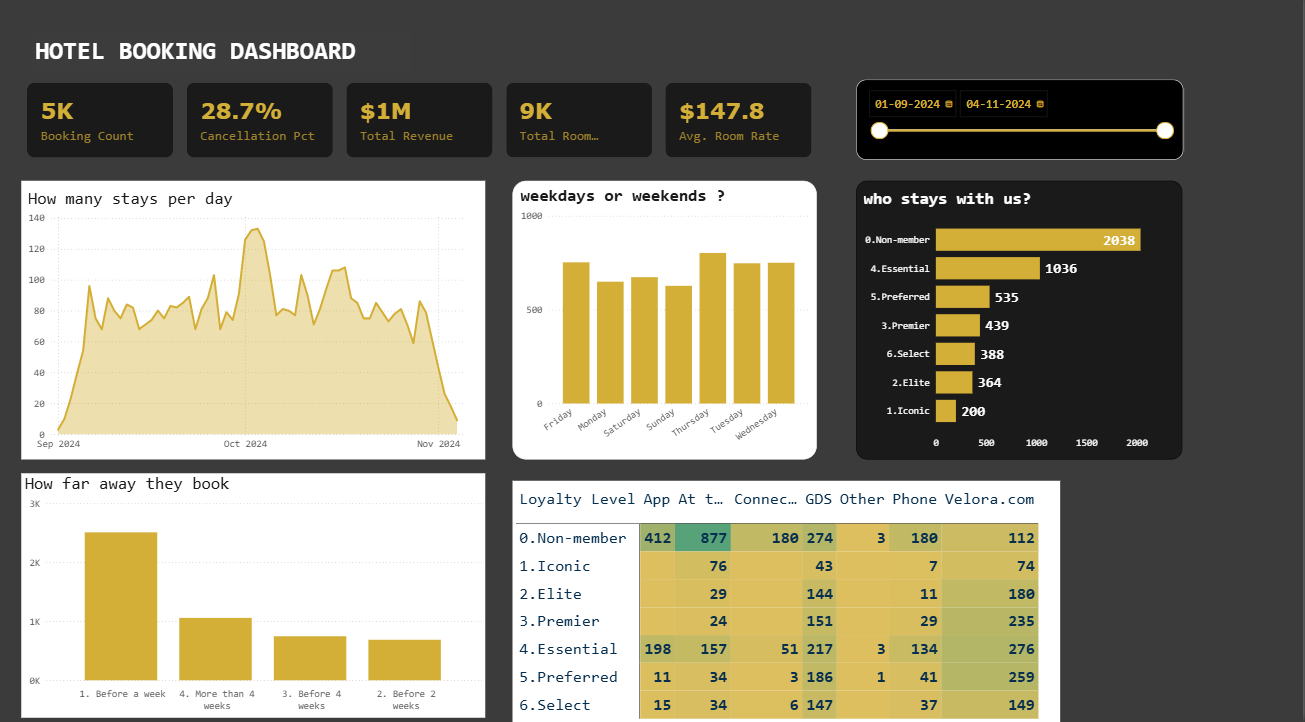 HOTEL BOOKING DASHBOARD
5K
Booking Count
28.7%
Cancellation Pct
$1M
Total Revenue
9K
Total Room…
$147.8
Avg. Room Rate
01-09-2024
04-11-2024
How many stays per day
140
120
100
80
60
40
20
0
Sep 2024 Oct 2024 Nov 2024
weekdays or weekends ?
1000
500
0
Friday Monday Saturday Sunday Thursday Tuesday Wednesday
who stays with us?
0.Non-member 2038
4.Essential 1036
5.Preferred 535
3.Premier 439
6.Select 388
2.Elite 364
1.Iconic 200
0 500 1000 1500 2000
How far away they book
3K
2K
1K
0K
1. Before a week
4. More than 4
weeks
3. Before 4
weeks
2. Before 2
weeks
Loyalty Level App At t… Connec… GDS Other Phone Velora.com
0.Non-member 412 877 180 274 3 180 112
1.Iconic 76 43 7 74
2.Elite 29 144 11 180
3.Premier 24 151 29 235
4.Essential 198 157 51 217 3 134 276
5.Preferred 11 34 3 186 1 41 259
6.Select 15 34 6 147 37 149